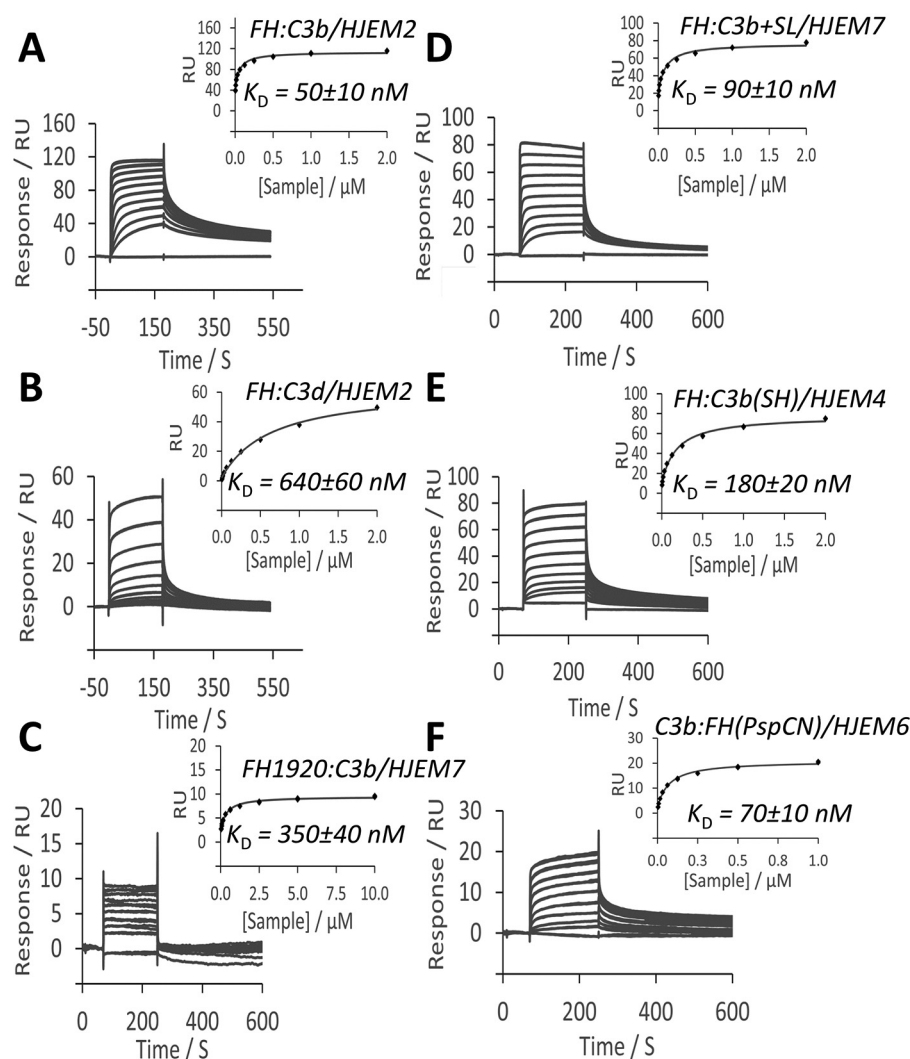 A
FH:C3b/HJEM2
RU
160
120
80
40
0
K_D = 50±10 nM
0.0 0.5 1.0 1.5 2.0
[Sample] / µM
Response / RU
160
120
80
40
0
-50 150 350 550
Time / S
D
FH:C3b+SL/HJEM7
RU
100
80
60
40
20
0
K_D = 90±10 nM
0.0 0.5 1.0 1.5 2.0
[Sample] / µM
Response / RU
100
80
60
40
20
0
0 200 400 600
Time / S
B
FH:C3d/HJEM2
RU
60
40
20
0
K_D = 640±60 nM
0.0 0.5 1.0 1.5 2.0
[Sample] / µM
Response / RU
60
40
20
0
-50 150 350 550
Time / S
E
FH:C3b(SH)/HJEM4
RU
100
80
60
40
20
0
K_D = 180±20 nM
0.0 0.5 1.0 1.5 2.0
[Sample] / µM
Response / RU
100
80
60
40
20
0
0 200 400 600
Time / S
C
FH1920:C3b/HJEM7
RU
20
15
10
5
0
K_D = 350±40 nM
0.0 2.5 5.0 7.5 10.0
[Sample] / µM
Response / RU
20
15
10
5
0
0 200 400 600
Time / S
F
C3b:FH(PspCN)/HJEM6
RU
30
20
10
0
K_D = 70±10 nM
0.0 0.3 0.5 0.8 1.0
[Sample] / µM
Response / RU
30
20
10
0
0 200 400 600
Time / S